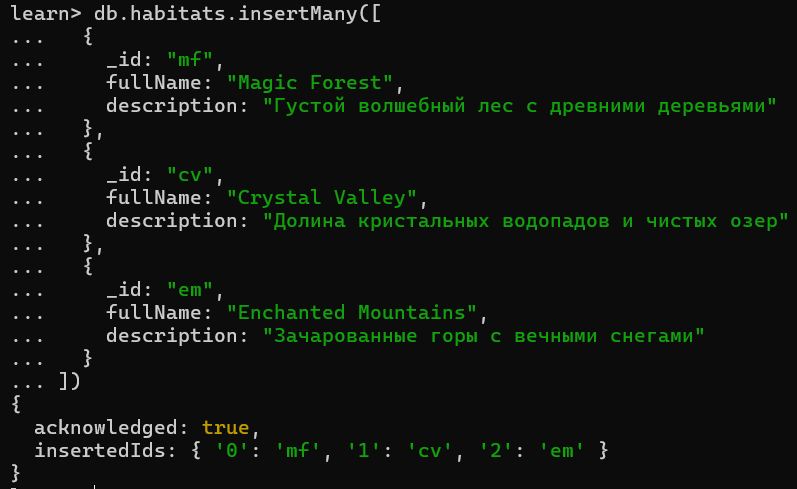 learn> db.habitats.insertMany([
...   {
...     _id: "mf",
...     fullName: "Magic Forest",
...     description: "Густой волшебный лес с древними деревьями"
...   },
...   {
...     _id: "cv",
...     fullName: "Crystal Valley",
...     description: "Долина кристальных водопадов и чистых озер"
...   },
...   {
...     _id: "em",
...     fullName: "Enchanted Mountains",
...     description: "Зачарованные горы с вечными снегами"
...   }
... ])
{
  acknowledged: true,
  insertedIds: { '0': 'mf', '1': 'cv', '2': 'em' }
}